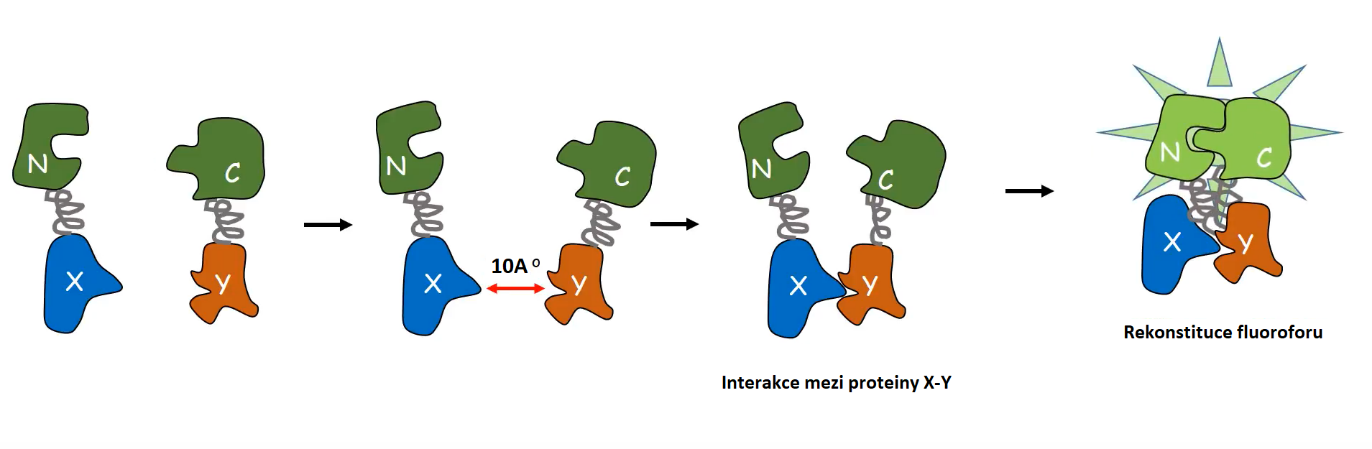 N
C
X
Y
N
C
10A °
X
Y
N
C
X
Y
Interakce mezi proteiny X-Y
N
C
X
Y
Rekonstituce fluoroforu